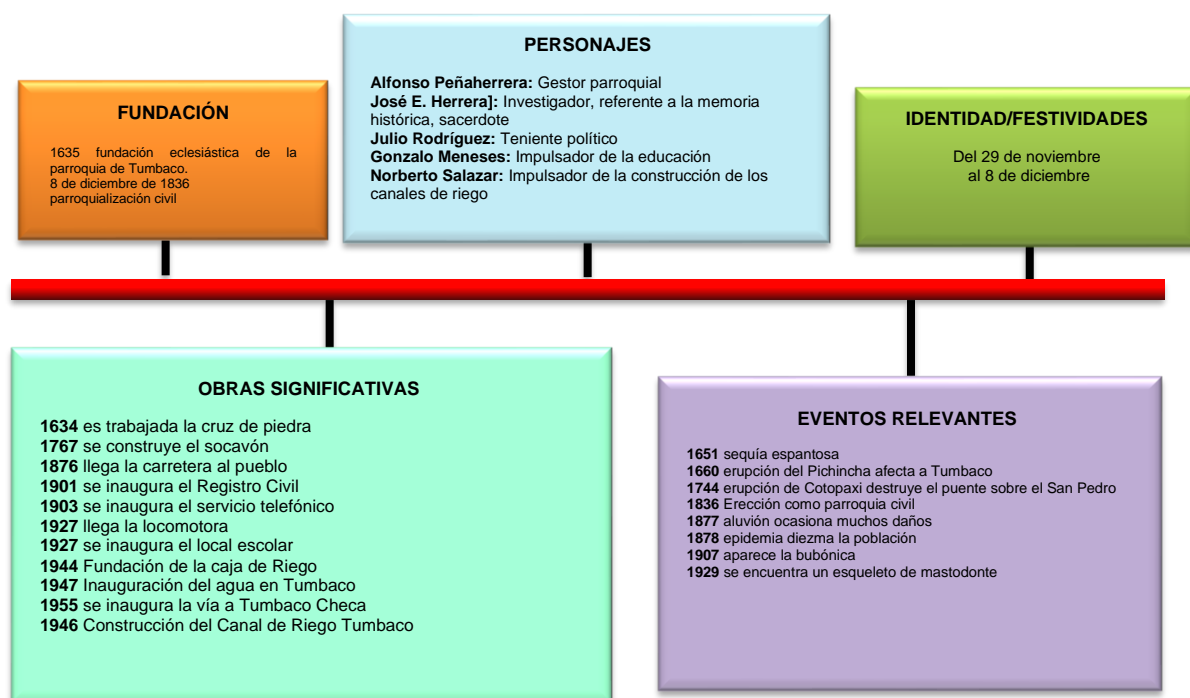 FUNDACIÓN
1635 fundación eclesiástica de la
parroquia de Tumbaco.
8 de diciembre de 1836
parroquialización civil
PERSONAJES
Alfonso Peñaherrera: Gestor parroquial
José E. Herrera]: Investigador, referente a la memoria
histórica, sacerdote
Julio Rodríguez: Teniente político
Gonzalo Meneses: Impulsador de la educación
Norberto Salazar: Impulsador de la construcción de los
canales de riego
IDENTIDAD/FESTIVIDADES
Del 29 de noviembre
al 8 de diciembre
OBRAS SIGNIFICATIVAS
1634 es trabajada la cruz de piedra
1767 se construye el socavón
1876 llega la carretera al pueblo
1901 se inaugura el Registro Civil
1903 se inaugura el servicio telefónico
1927 llega la locomotora
1927 se inaugura el local escolar
1944 Fundación de la caja de Riego
1947 Inauguración del agua en Tumbaco
1955 se inaugura la vía a Tumbaco Checa
1946 Construcción del Canal de Riego Tumbaco
EVENTOS RELEVANTES
1651 sequía espantosa
1660 erupción del Pichincha afecta a Tumbaco
1744 erupción de Cotopaxi destruye el puente sobre el San Pedro
1836 Erección como parroquia civil
1877 aluvión ocasiona muchos daños
1878 epidemia diezma la población
1907 aparece la bubónica
1929 se encuentra un esqueleto de mastodonte